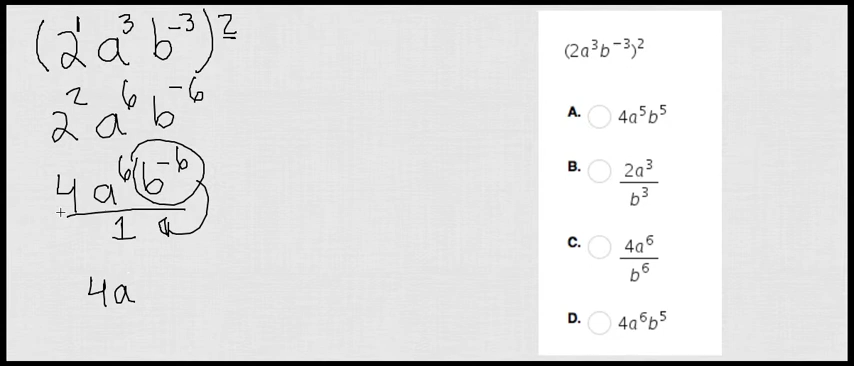 (2¹a³b⁻³)²
2²a⁶b⁻⁶
4a⁶b⁻⁶
1
4a
(2a³b⁻³)²
A. 4a⁵b⁵
B. 2a³
b³
C. 4a⁶
b⁶
D. 4a⁶b⁵